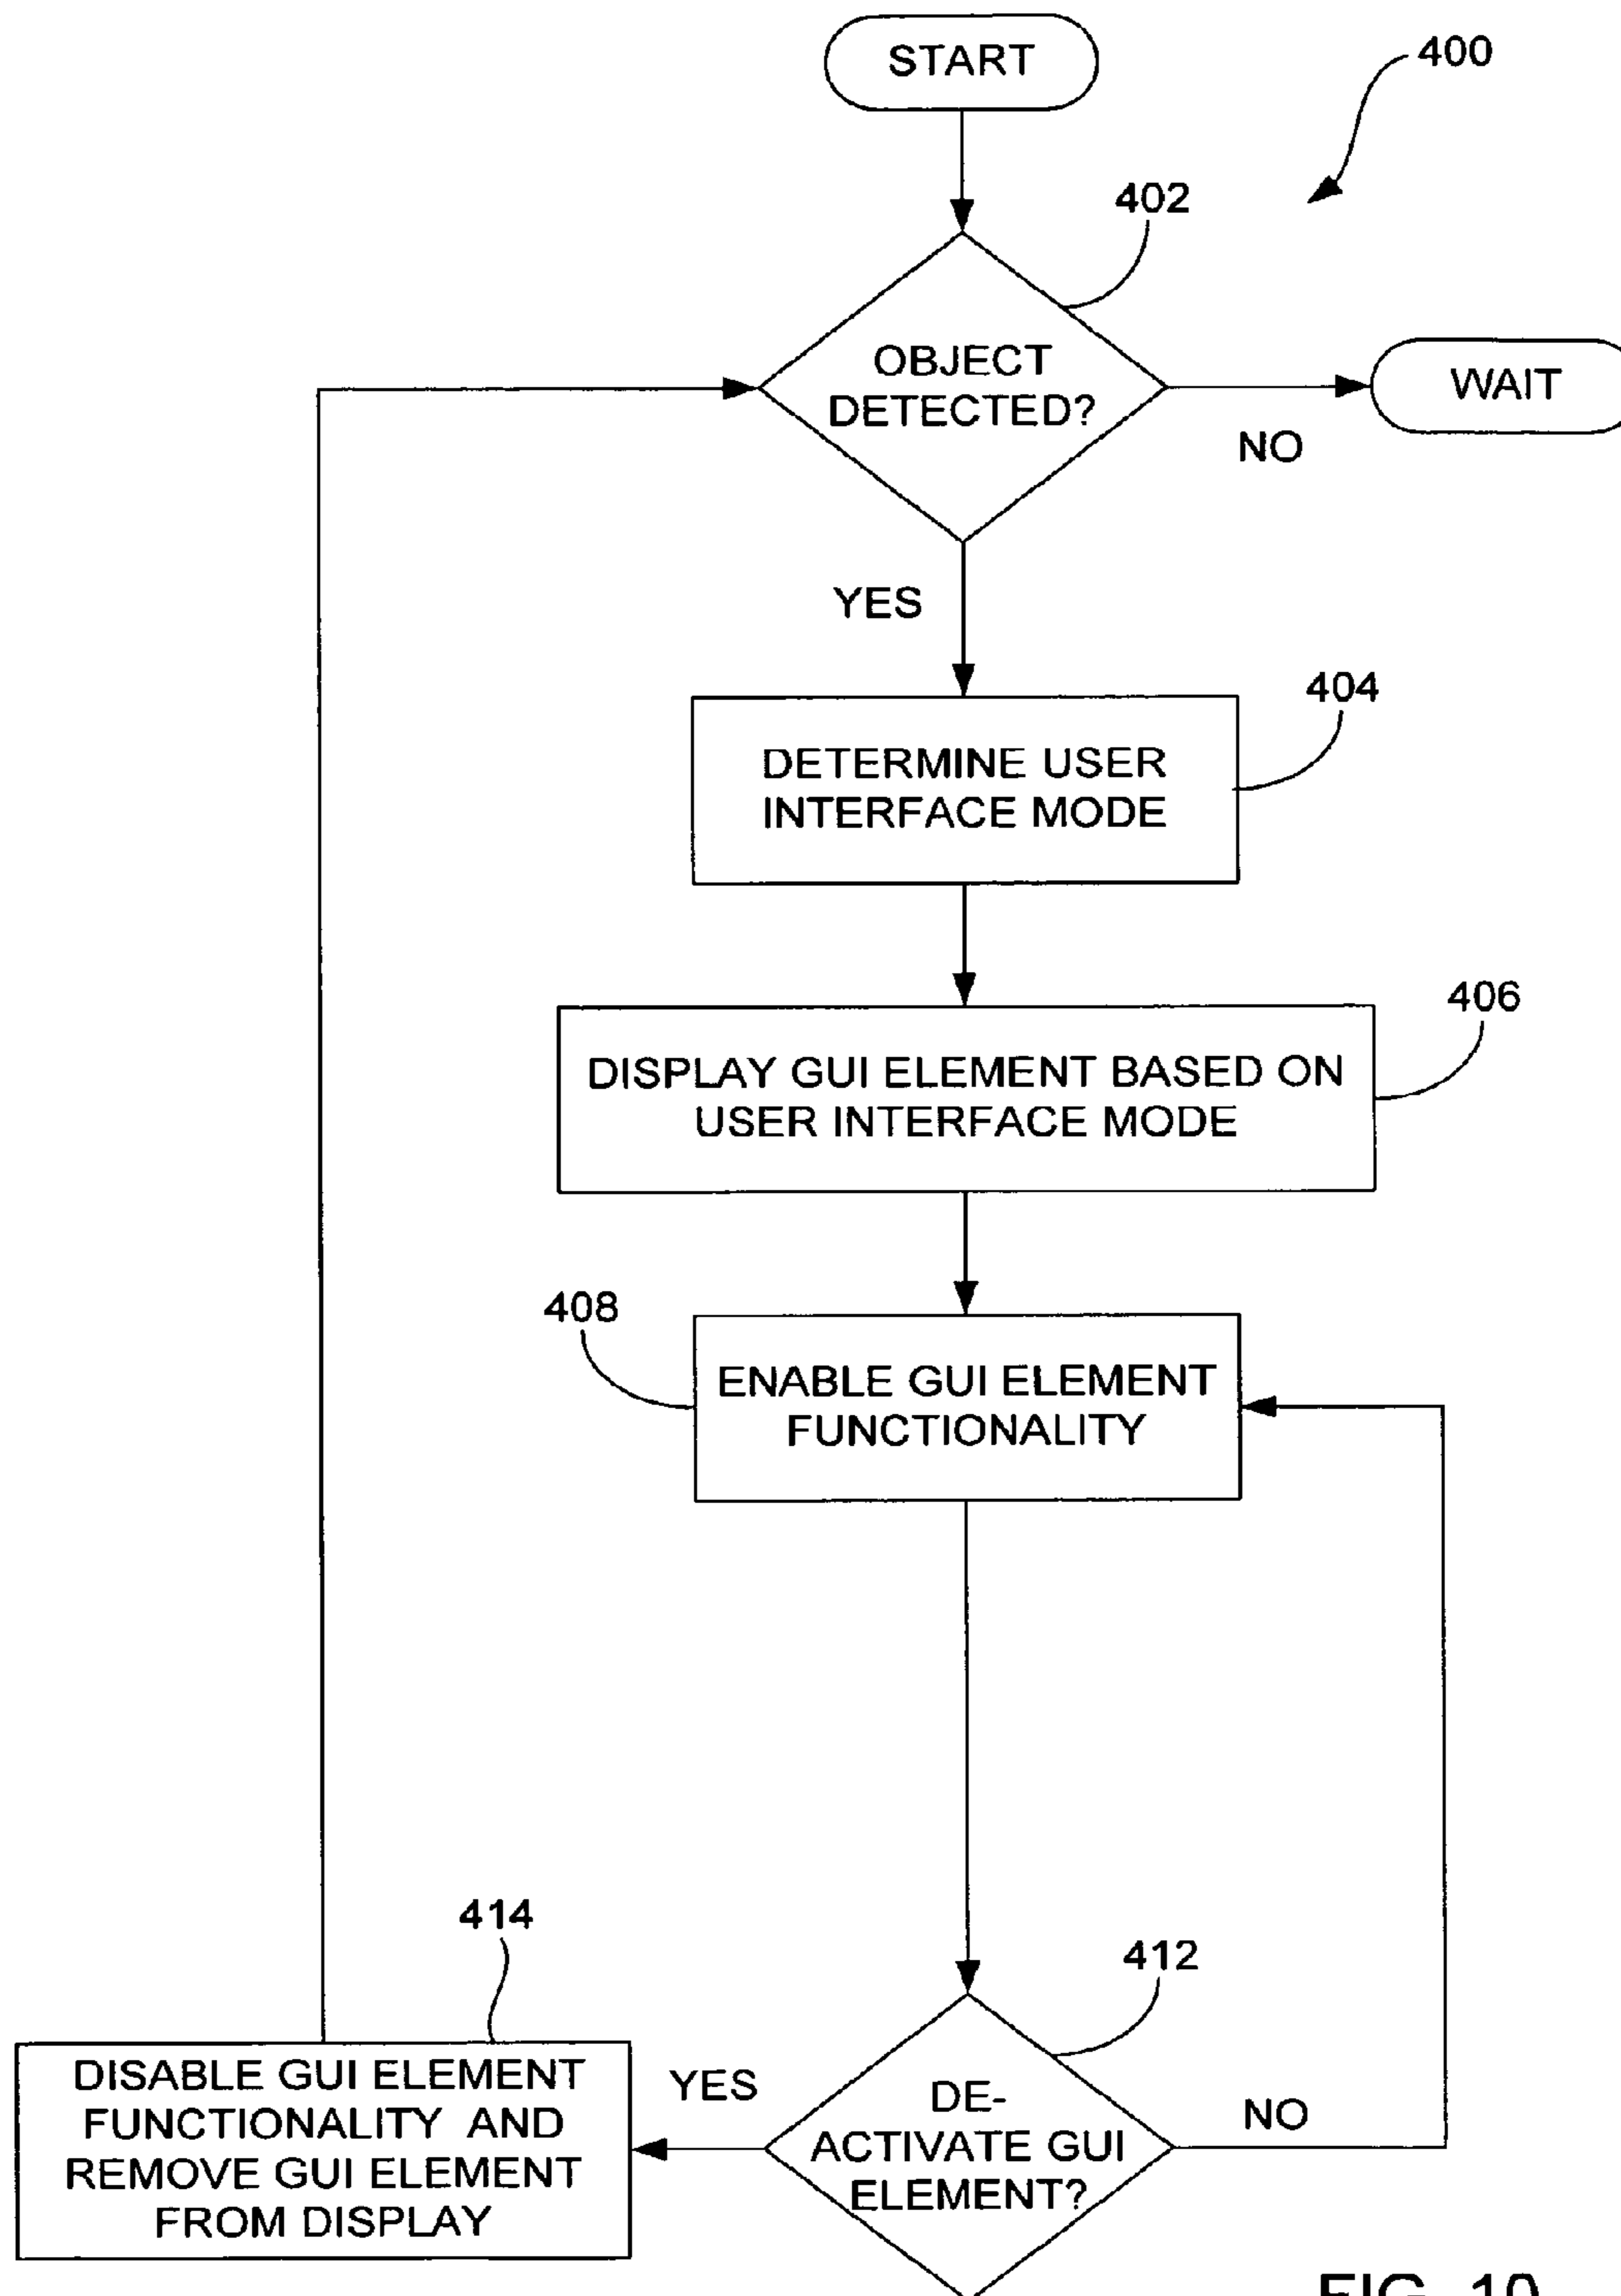 START
400
402
OBJECT
DETECTED?
WAIT
NO
YES
404
DETERMINE USER
INTERFACE MODE
406
DISPLAY GUI ELEMENT BASED ON
USER INTERFACE MODE
408
ENABLE GUI ELEMENT
FUNCTIONALITY
414
412
DISABLE GUI ELEMENT
FUNCTIONALITY AND
REMOVE GUI ELEMENT
FROM DISPLAY
YES
DE-
ACTIVATE GUI
ELEMENT?
NO
FIG. 10